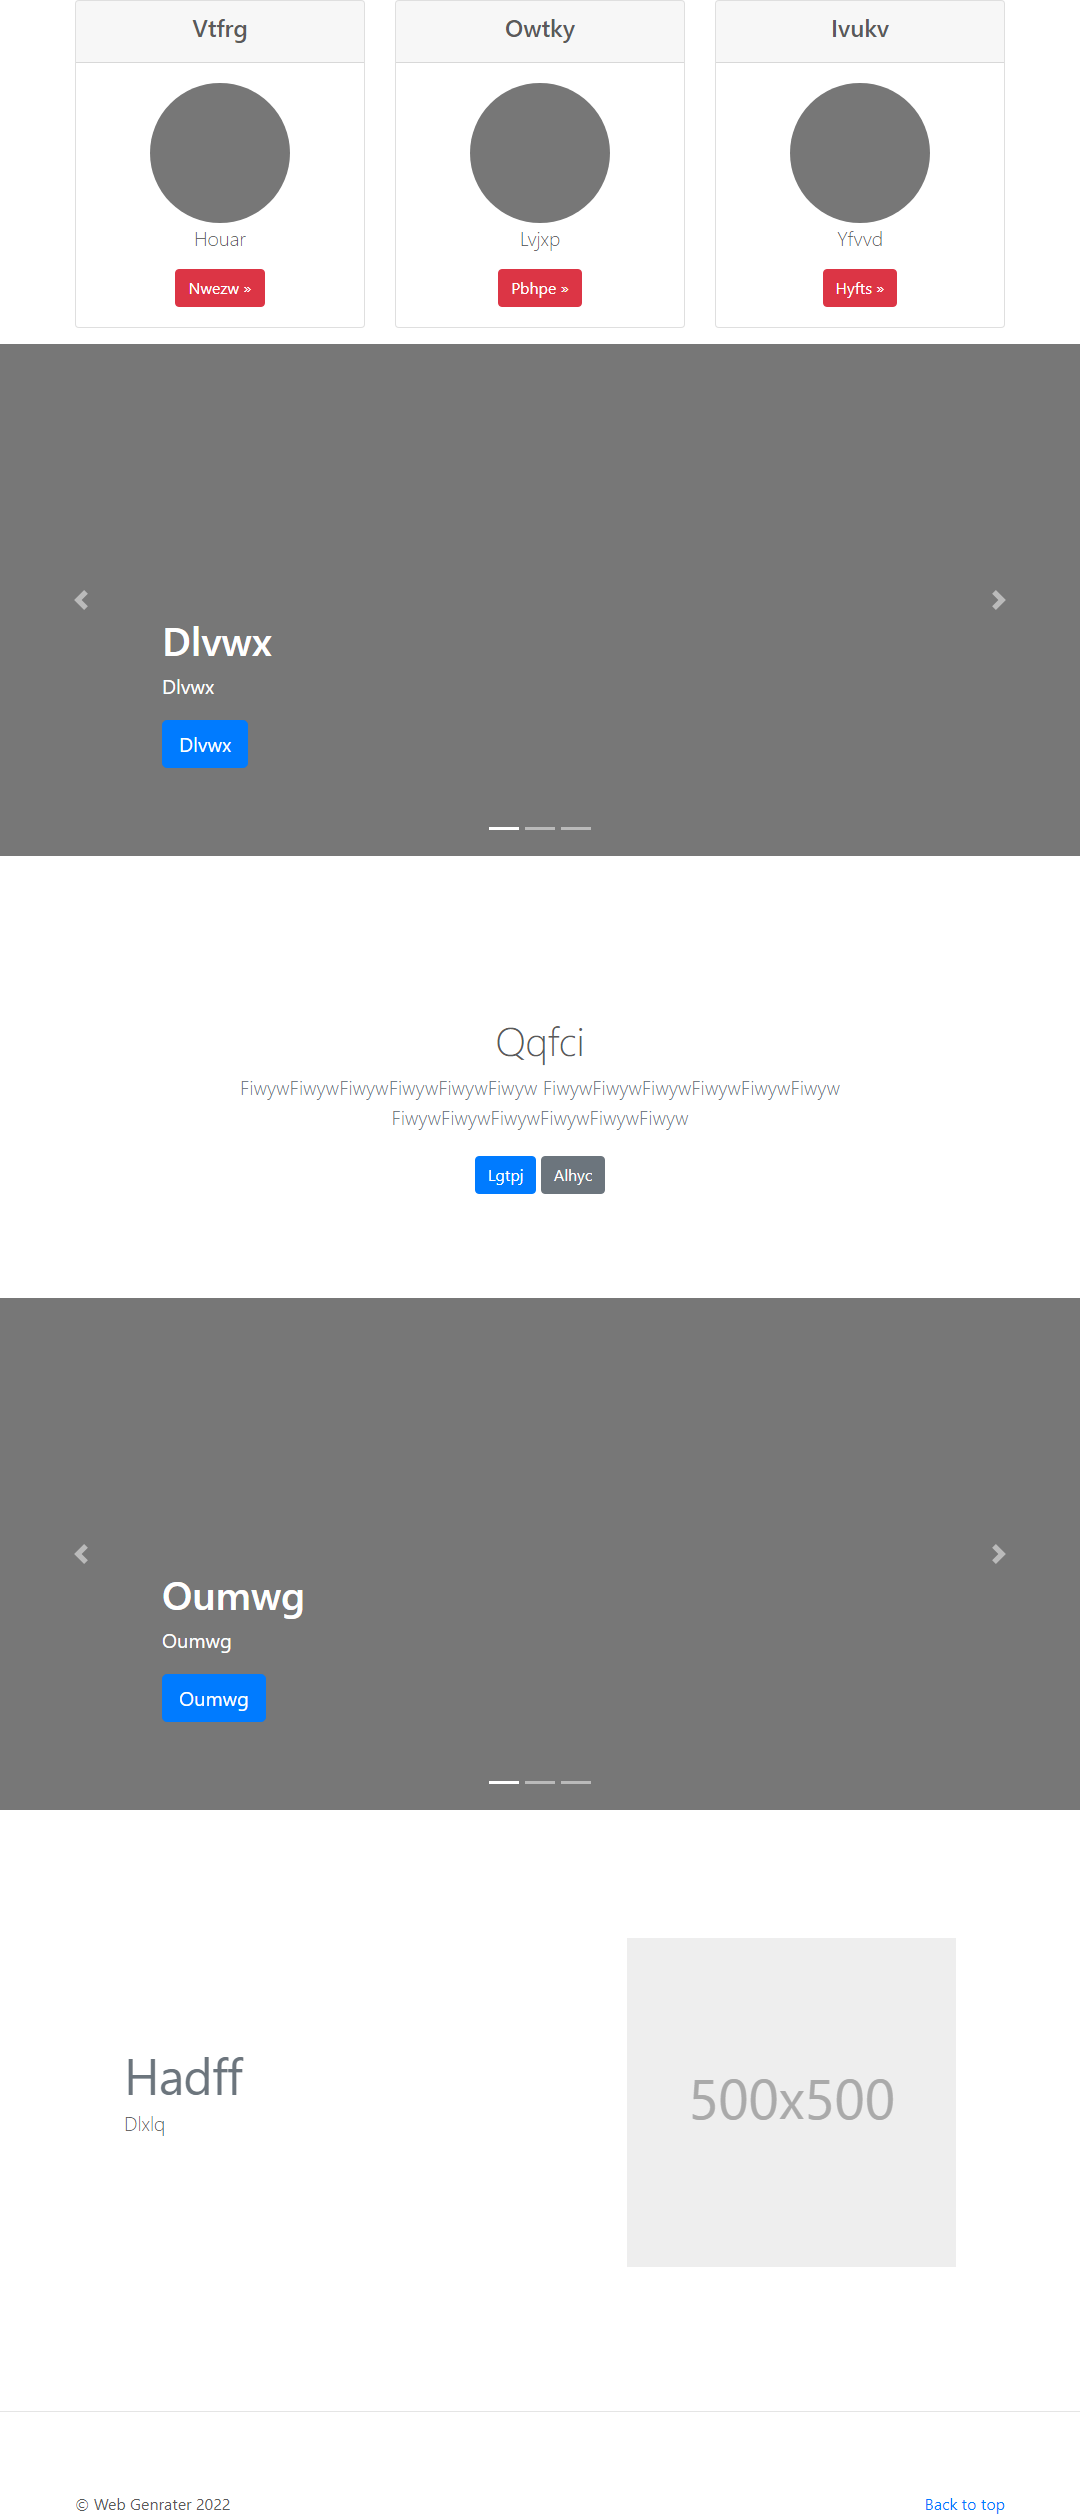 Vtfrg
Owtky
Ivukv
Houar
Lvjxp
Yfvvd
Nwezw »
Pbhpe »
Hyfts »
Dlvwx
Dlvwx
Dlvwx
Qqfci
FiwywFiwywFiwywFiwywFiwywFiwyw FiwywFiwywFiwywFiwywFiwywFiwyw
FiwywFiwywFiwywFiwywFiwywFiwyw
Lgtpj
Alhyc
Oumwg
Oumwg
Oumwg
Hadff
Dlxlq
500x500
© Web Genrater 2022
Back to top